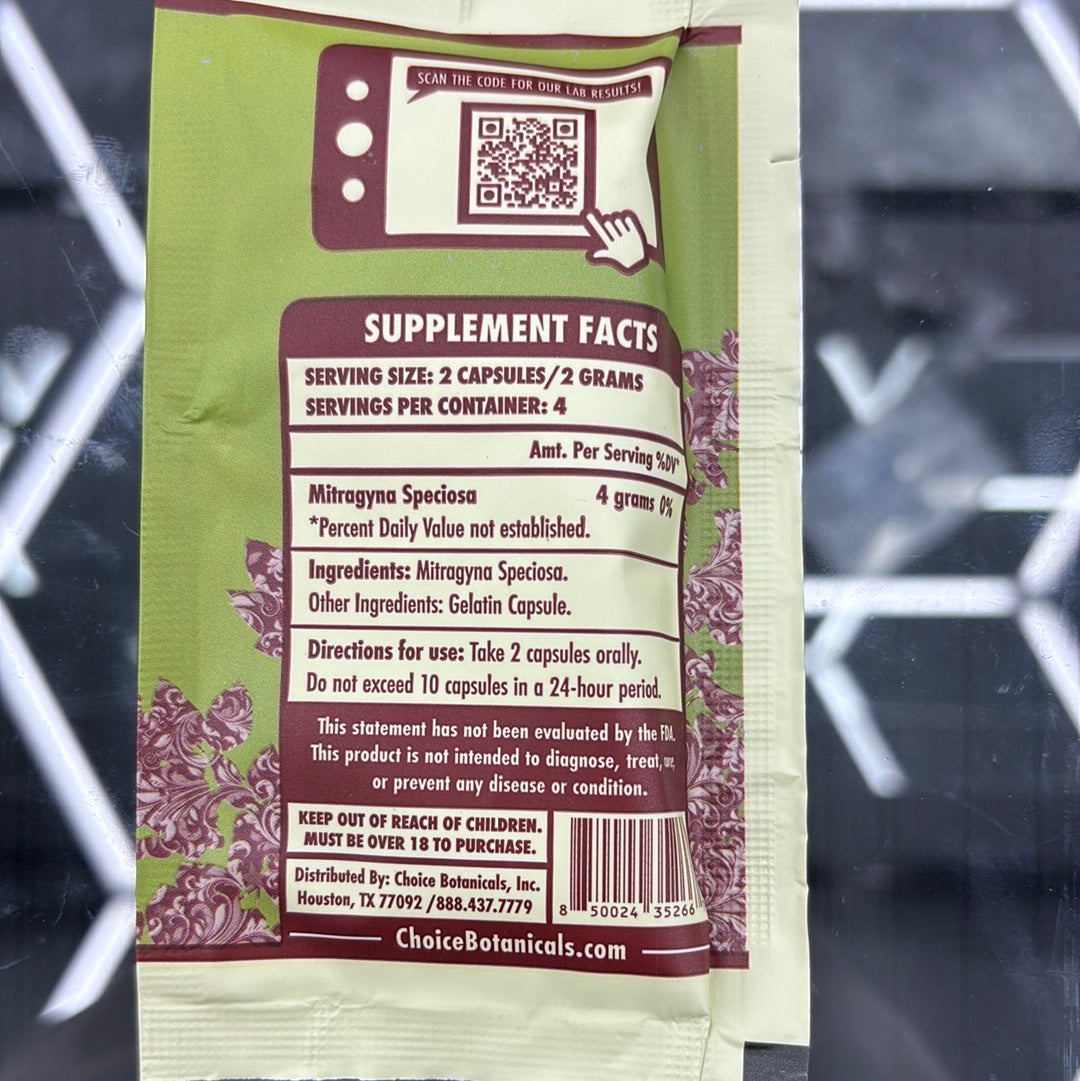 SCAN THE CODE FOR OUR LAB RESULTS!
SUPPLEMENT FACTS
SERVING SIZE: 2 CAPSULES/2 GRAMS
SERVINGS PER CONTAINER: 4
Amt. Per Serving %DV*
Mitragyna Speciosa 4 grams 0%
*Percent Daily Value not established.
Ingredients: Mitragyna Speciosa.
Other Ingredients: Gelatin Capsule.
Directions for use: Take 2 capsules orally.
Do not exceed 10 capsules in a 24-hour period.
This statement has not been evaluated by the FDA.
This product is not intended to diagnose, treat, cure,
or prevent any disease or condition.
KEEP OUT OF REACH OF CHILDREN.
MUST BE OVER 18 TO PURCHASE.
Distributed By: Choice Botanicals, Inc.
Houston, TX 77092 /888.437.7779
8 50024 35266
ChoiceBotanicals.com